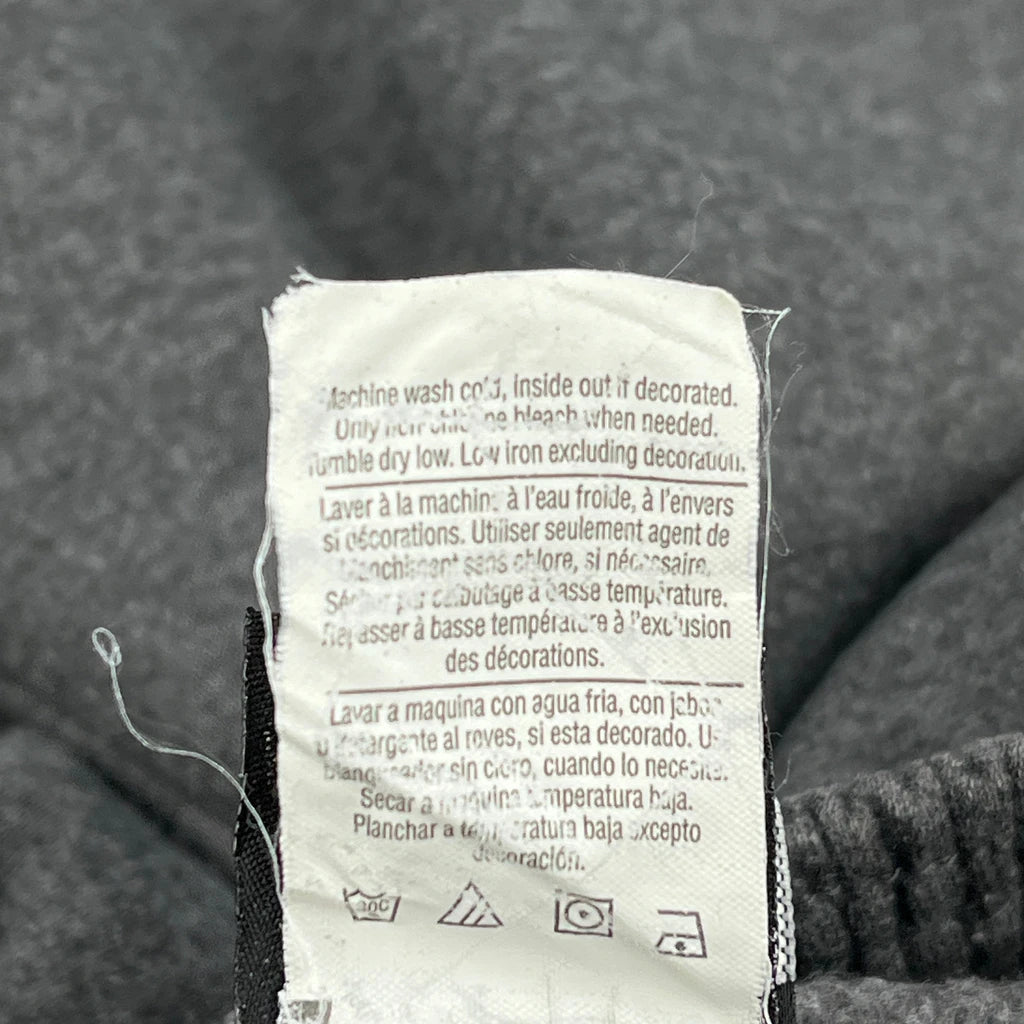 Machine wash cold, inside out if decorated.
Only non-chlorine bleach when needed.
Tumble dry low. Low iron excluding decoration.
Laver à la machine à l'eau froide, à l'envers
si décorations. Utiliser seulement agent de
blanchiment sans chlore, si nécessaire.
Sécher par culbutage à basse température.
Repasser à basse température à l'exclusion
des décorations.
Lavar a maquina con agua fria, con jabon
o detargente al roves, si esta decorado.
blanqueador sin cloro, cuando lo necesite.
Secar a maquina temperatura baja.
Planchar a temperatura baja excepto
decoración.
30C